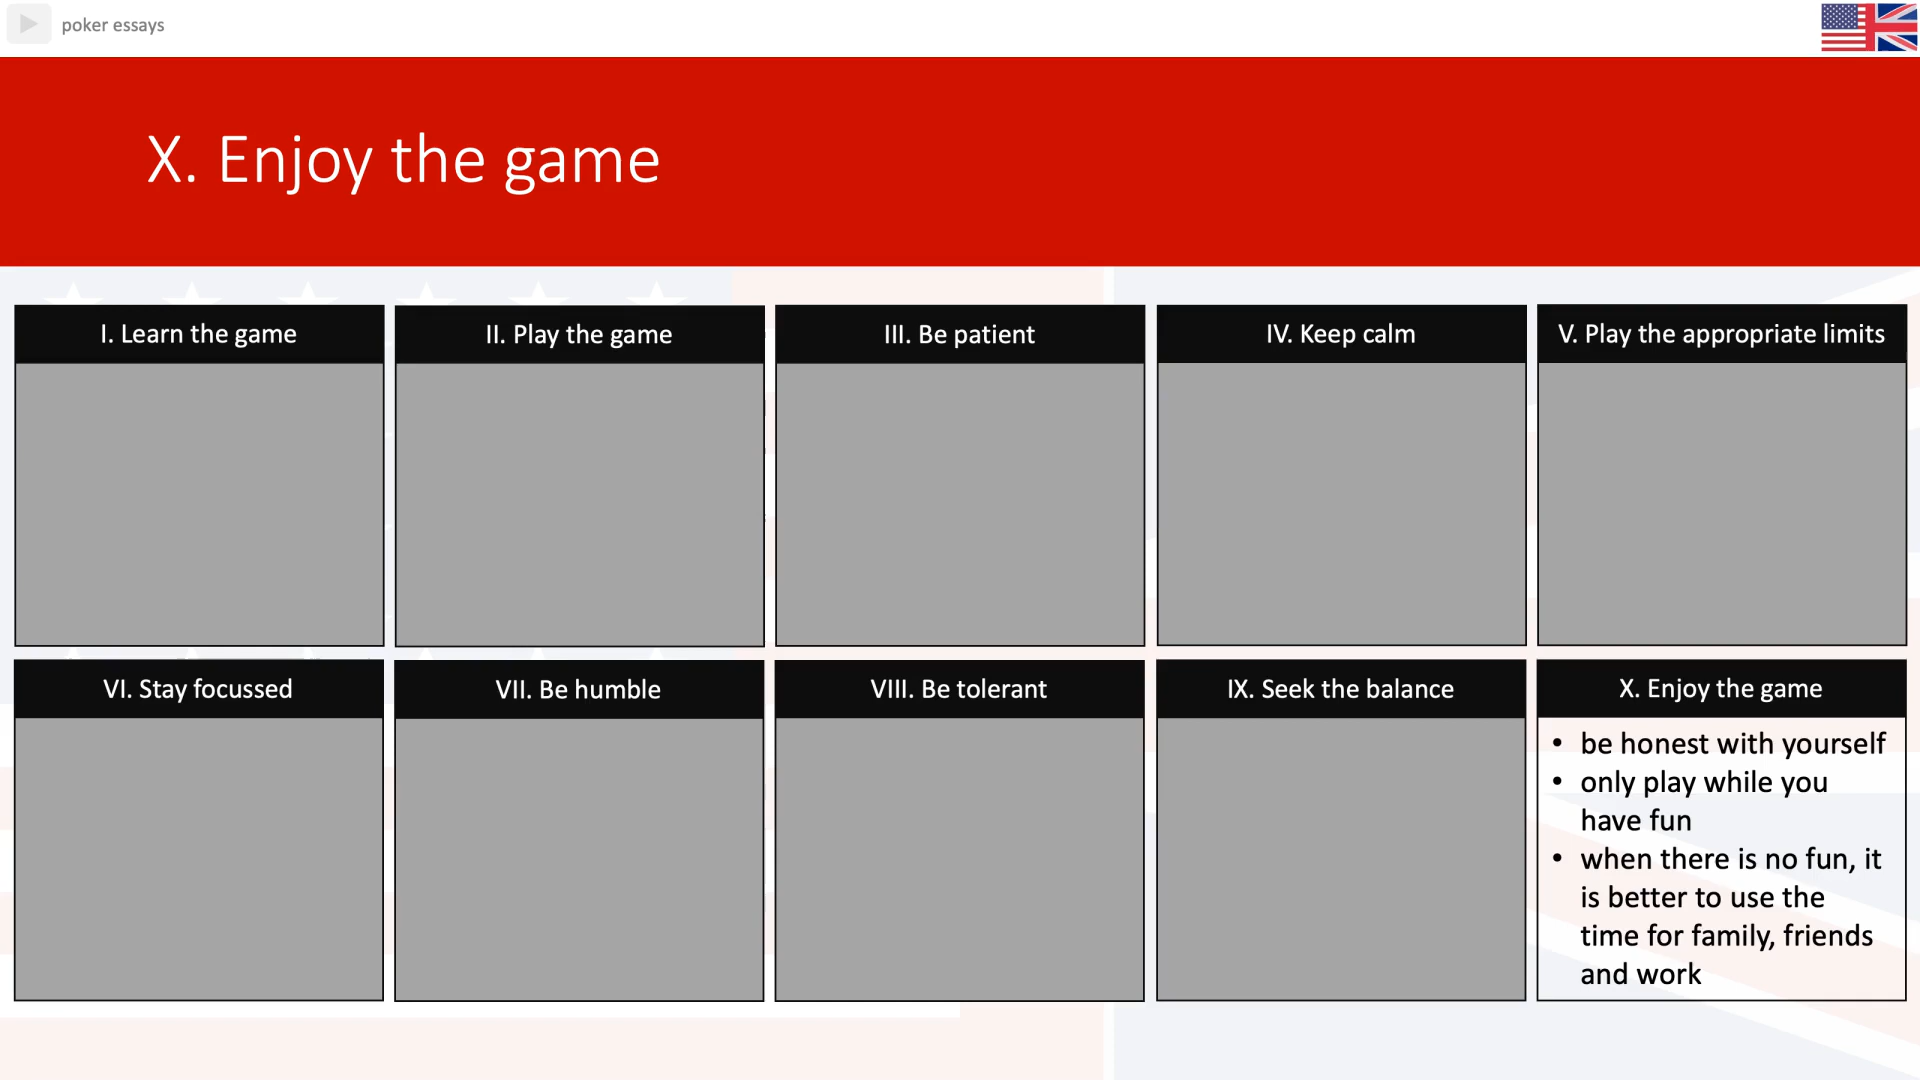 poker essays
X. Enjoy the game
I. Learn the game
II. Play the game
III. Be patient
IV. Keep calm
V. Play the appropriate limits
VI. Stay focussed
VII. Be humble
VIII. Be tolerant
IX. Seek the balance
X. Enjoy the game
• be honest with yourself
• only play while you
have fun
• when there is no fun, it
is better to use the
time for family, friends
and work